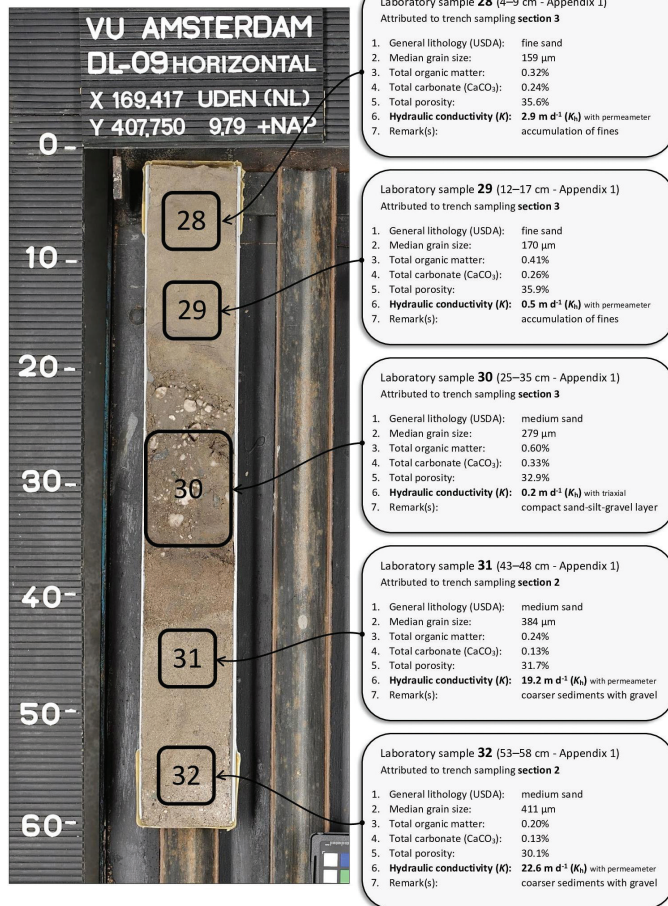 VU AMSTERDAM
DL-09 HORIZONTAL
X 169,417 UDEN (NL)
Y 407,750 9,79 +NAP
0
10
20
30
40
50
60
28
29
30
31
32
Laboratory sample 28 (4–9 cm - Appendix 1)
Attributed to trench sampling section 3
1. General lithology (USDA): fine sand
2. Median grain size: 159 µm
3. Total organic matter: 0.32%
4. Total carbonate (CaCO₃): 0.24%
5. Total porosity: 35.6%
6. Hydraulic conductivity (K): 2.9 m d⁻¹ (Kₕ) with permeameter
7. Remark(s): accumulation of fines
Laboratory sample 29 (12–17 cm - Appendix 1)
Attributed to trench sampling section 3
1. General lithology (USDA): fine sand
2. Median grain size: 170 µm
3. Total organic matter: 0.41%
4. Total carbonate (CaCO₃): 0.26%
5. Total porosity: 35.9%
6. Hydraulic conductivity (K): 0.5 m d⁻¹ (Kₕ) with permeameter
7. Remark(s): accumulation of fines
Laboratory sample 30 (25–35 cm - Appendix 1)
Attributed to trench sampling section 3
1. General lithology (USDA): medium sand
2. Median grain size: 279 µm
3. Total organic matter: 0.60%
4. Total carbonate (CaCO₃): 0.33%
5. Total porosity: 32.9%
6. Hydraulic conductivity (K): 0.2 m d⁻¹ (Kₕ) with triaxial
7. Remark(s): compact sand-silt-gravel layer
Laboratory sample 31 (43–48 cm - Appendix 1)
Attributed to trench sampling section 2
1. General lithology (USDA): medium sand
2. Median grain size: 384 µm
3. Total organic matter: 0.24%
4. Total carbonate (CaCO₃): 0.13%
5. Total porosity: 31.7%
6. Hydraulic conductivity (K): 19.2 m d⁻¹ (Kₕ) with permeameter
7. Remark(s): coarser sediments with gravel
Laboratory sample 32 (53–58 cm - Appendix 1)
Attributed to trench sampling section 2
1. General lithology (USDA): medium sand
2. Median grain size: 411 µm
3. Total organic matter: 0.20%
4. Total carbonate (CaCO₃): 0.13%
5. Total porosity: 30.1%
6. Hydraulic conductivity (K): 22.6 m d⁻¹ (Kₕ) with permeameter
7. Remark(s): coarser sediments with gravel